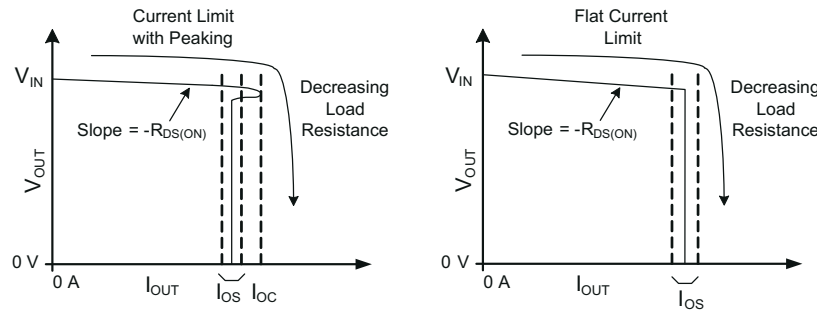 Current Limit
with Peaking
V_IN
Decreasing
Load
Resistance
Slope = -R_DS(ON)
V_OUT
0 V
0 A
I_OUT
I_OS
I_OC
Flat Current
Limit
V_IN
Decreasing
Load
Resistance
Slope = -R_DS(ON)
V_OUT
0 V
0 A
I_OUT
I_OS